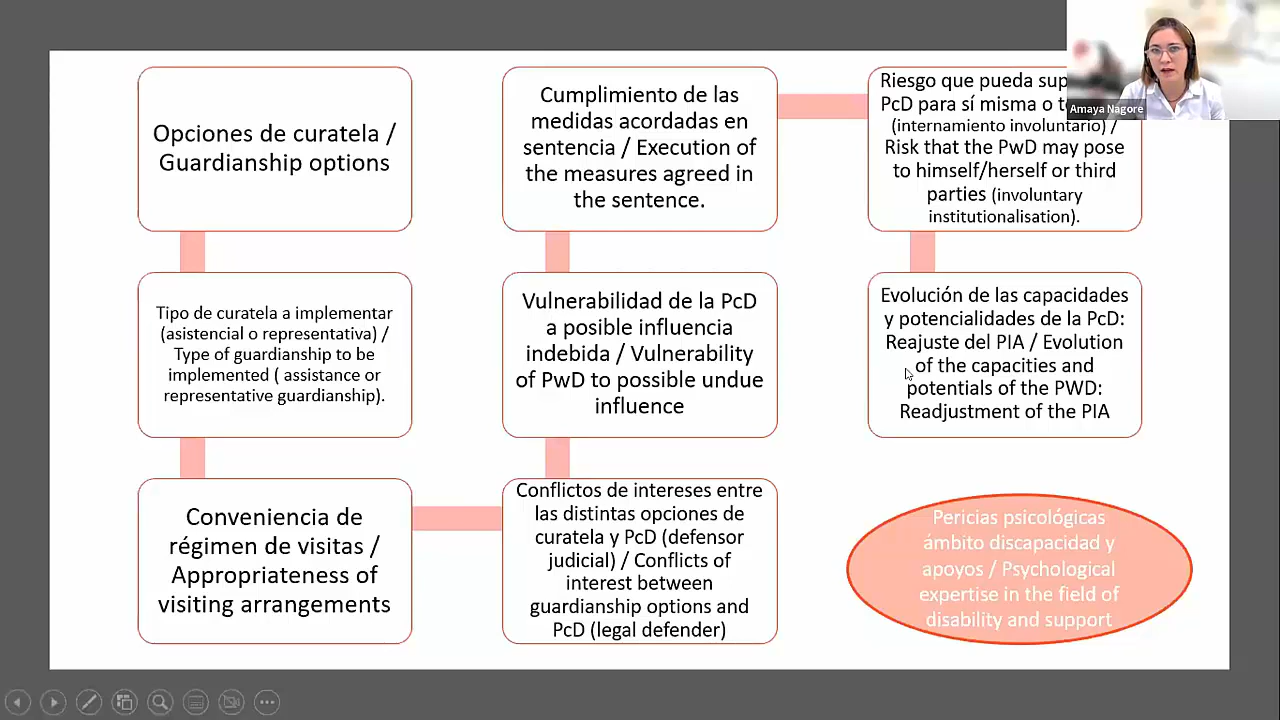 Opciones de curatela /
Guardianship options
Tipo de curatela a implementar
(asistencial o representativa) /
Type of guardianship to be
implemented ( assistance or
representative guardianship).
Conveniencia de
régimen de visitas /
Appropriateness of
visiting arrangements
Conflictos de intereses entre
las distintas opciones de
curatela y PcD (defensor
judicial) / Conflicts of
interest between
guardianship options and
PcD (legal defender)
Vulnerabilidad de la PcD
a posible influencia
indebida / Vulnerability
of PwD to possible undue
influence
Cumplimiento de las
medidas acordadas en
sentencia / Execution of
the measures agreed in
the sentence.
Riesgo que pueda
PcD para sí misma o
(internamiento involuntario) /
Risk that the PwD may pose
to himself/herself or third
parties (involuntary
institutionalisation).
Evolución de las capacidades
y potencialidades de la PcD:
Reajuste del PIA / Evolution
of the capacities and
potentials of the PWD:
Readjustment of the PIA
Pericias psicológicas
ámbito discapacidad y
apoyos / Psychological
expertise in the field of
disability and support
Amaya Nagore